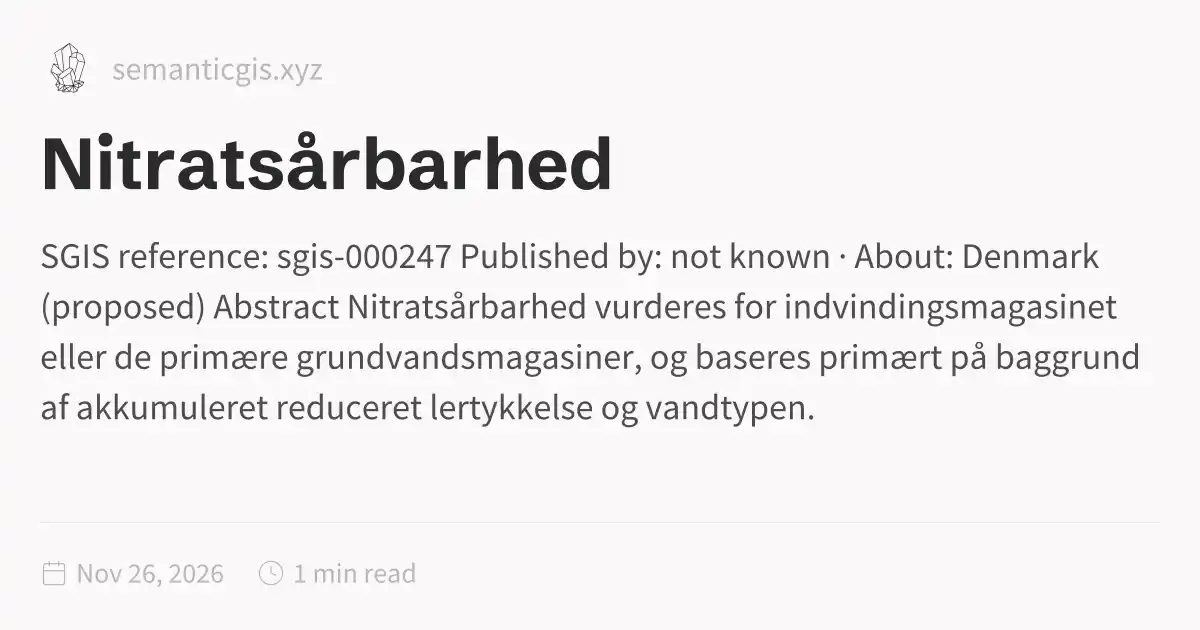 semanticgis.xyz
Nitratsårbarhed
SGIS reference: sgis-000247 Published by: not known · About: Denmark
(proposed) Abstract Nitratsårbarhed vurderes for indvindingsmagasinet
eller de primære grundvandsmagasiner, og baseres primært på baggrund
af akkumuleret reduceret lertykkelse og vandtypen.
Nov 26, 2026 1 min read